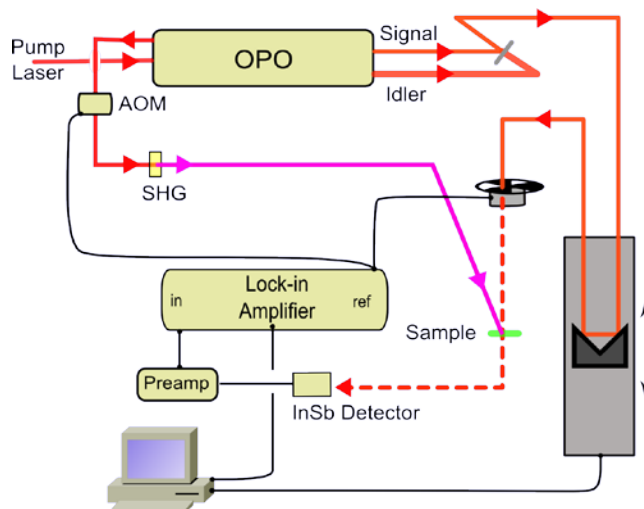 Signal
Pump
Laser
OPO
Idler
AOM
SHG
Lock-in
Amplifier
in
ref
Sample
Preamp
InSb Detector